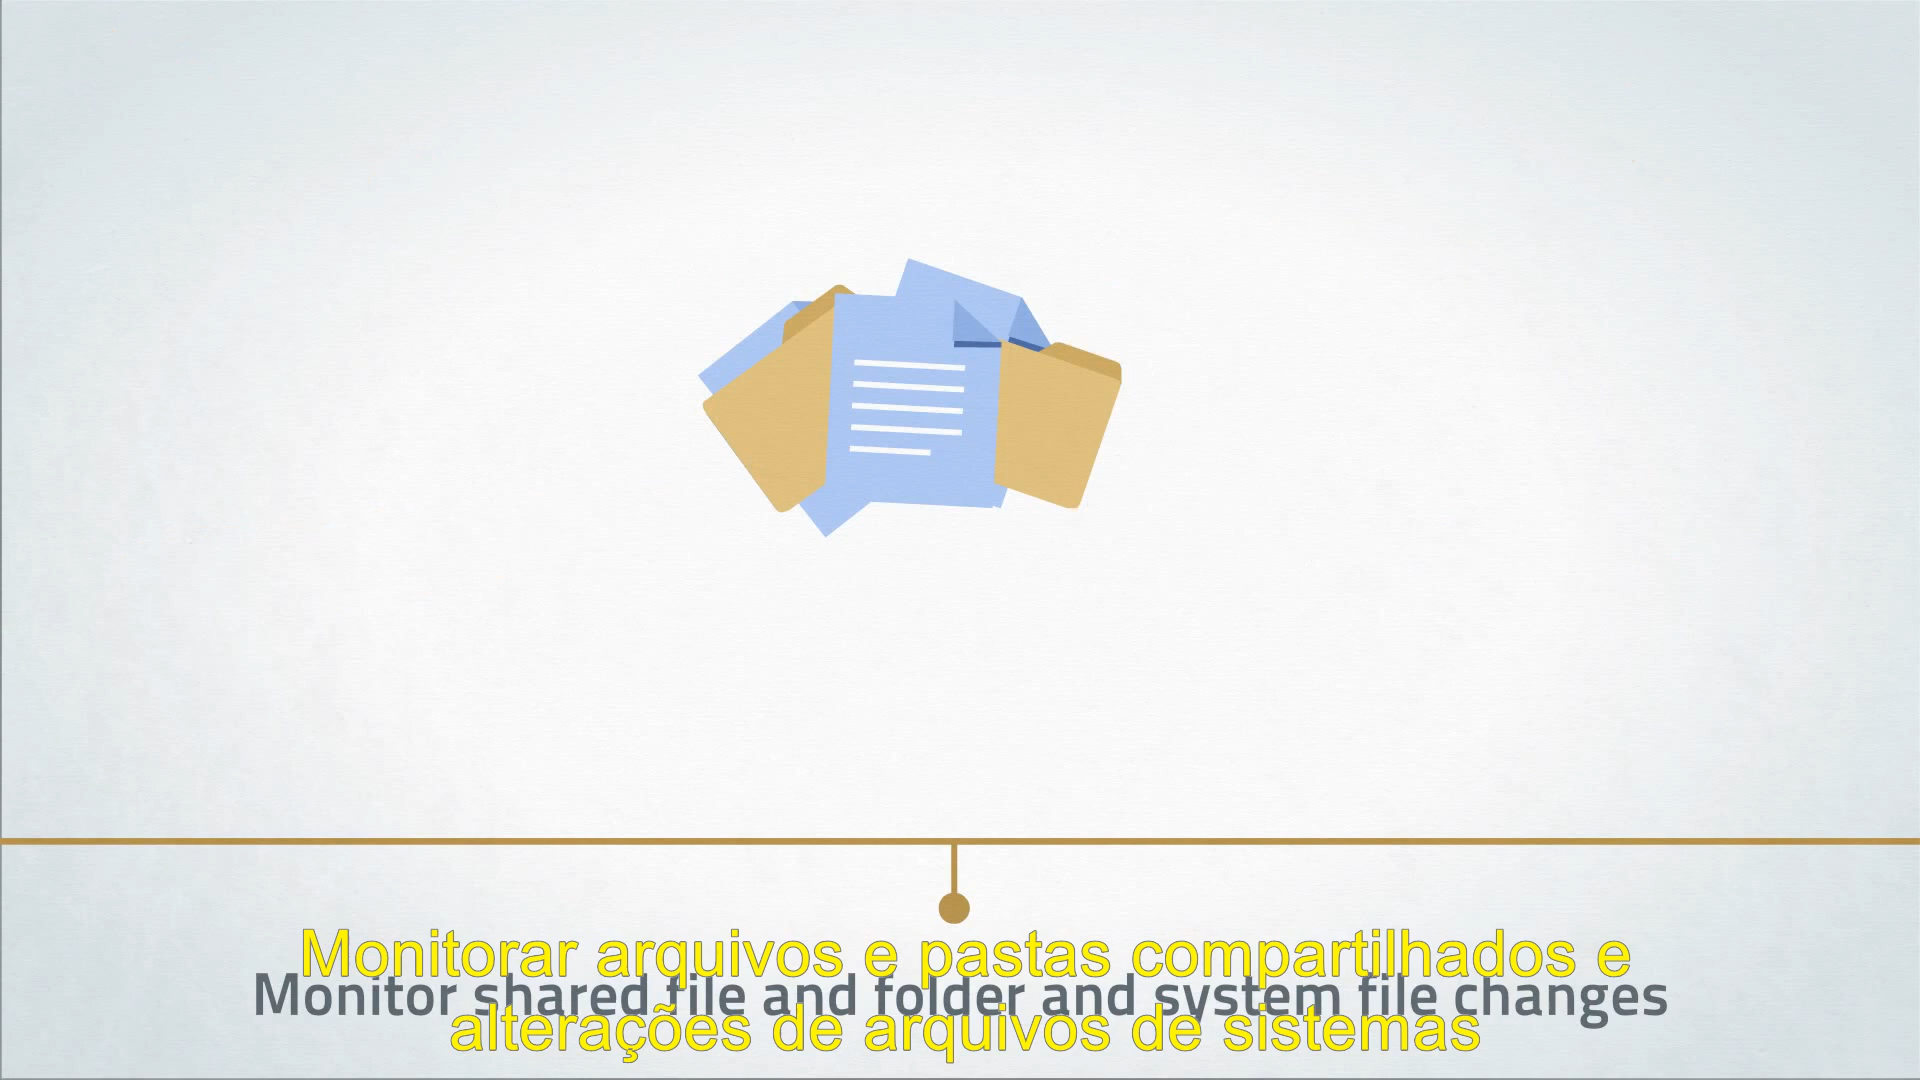 Monitorar arquivos e pastas compartilhados e
Monitor shared file and folder and system file changes
alterações de arquivos de sistemas